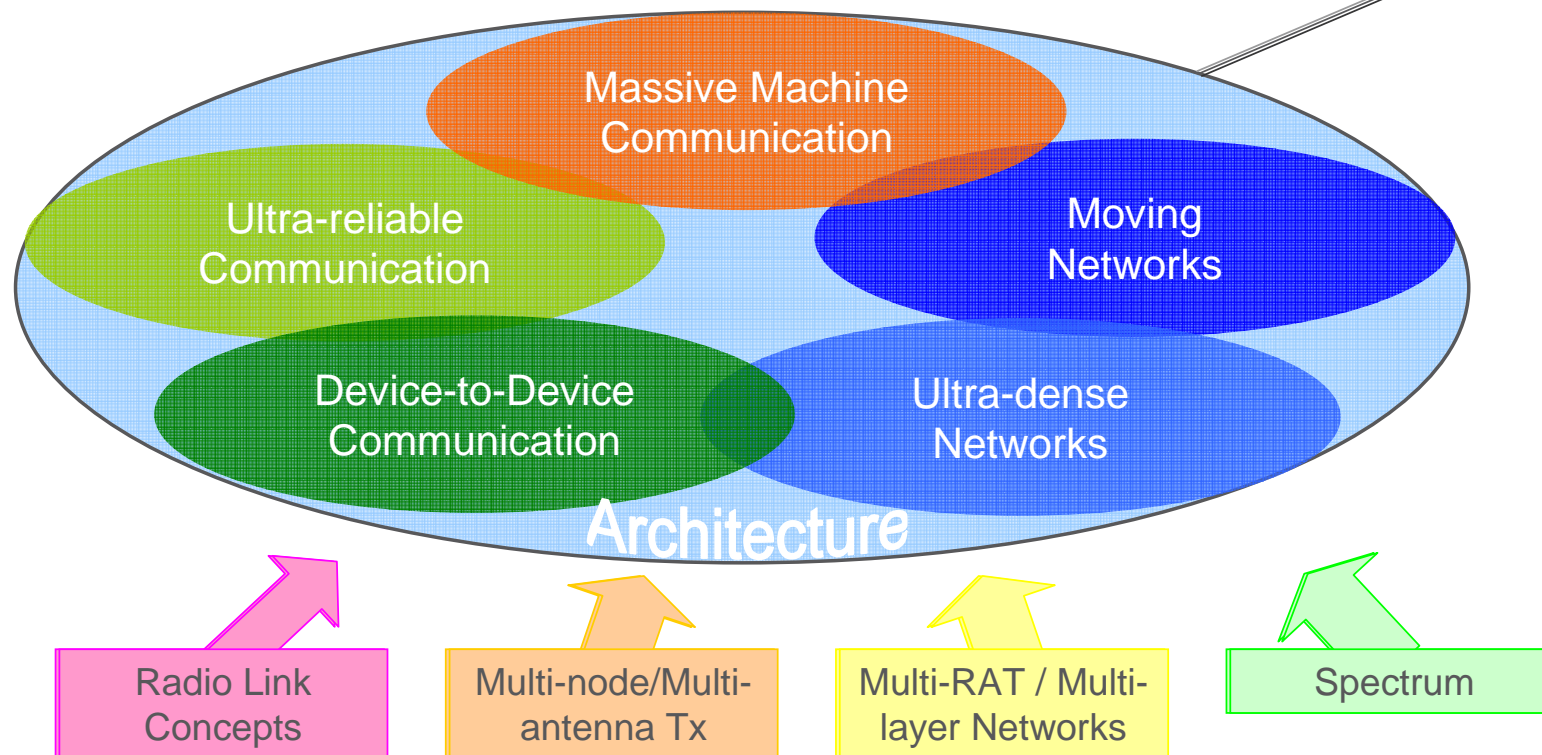 Massive Machine
Communication
Ultra-reliable
Communication
Moving
Networks
Device-to-Device
Communication
Ultra-dense
Networks
Architecture
Radio Link
Concepts
Multi-node/Multi-
antenna Tx
Multi-RAT / Multi-
layer Networks
Spectrum